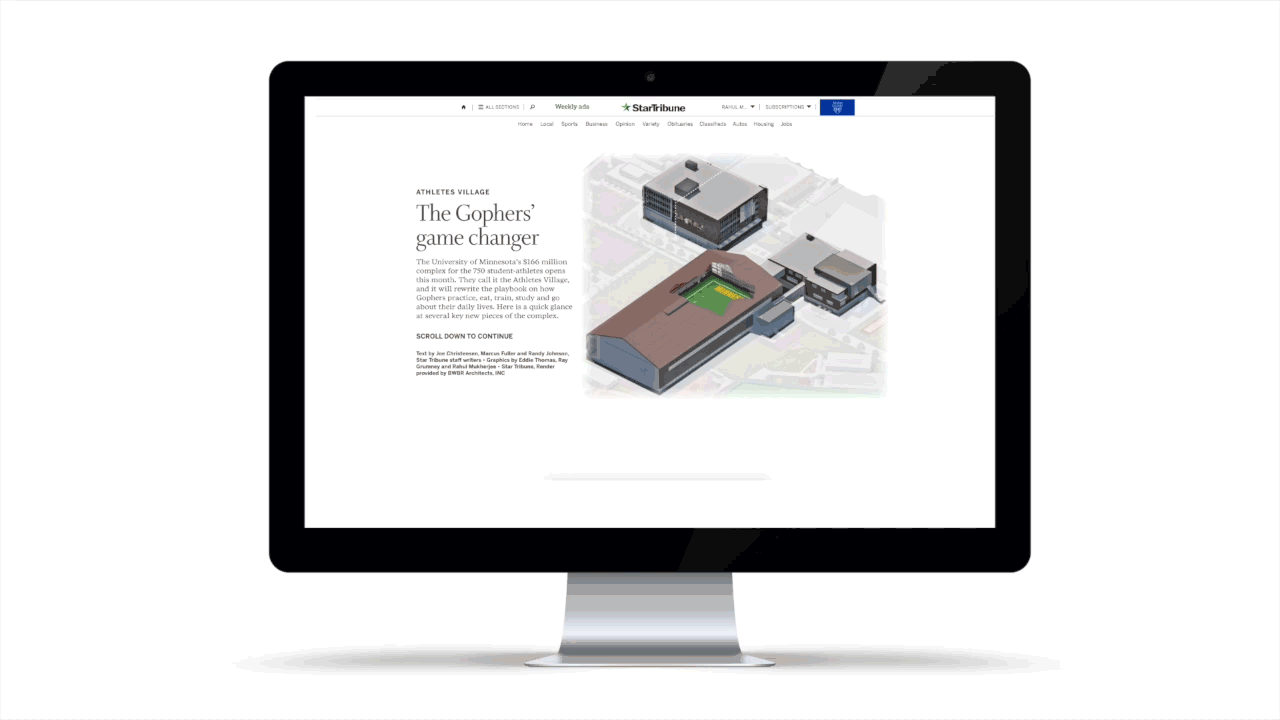 ALL SECTIONS
Weekly ads
StarTribune
RAHUL M...
SUBSCRIPTIONS
Home Local Sports Business Opinion Variety Obituaries Classifieds Autos Housing Jobs
ATHLETES VILLAGE
The Gophers’
game changer
The University of Minnesota’s $166 million
complex for the 750 student-athletes opens
this month. They call it the Athletes Village,
and it will rewrite the playbook on how
Gophers practice, eat, train, study and go
about their daily lives. Here is a quick glance
at several key new pieces of the complex.
SCROLL DOWN TO CONTINUE
Text by Joe Christensen, Marcus Fuller and Randy Johnson,
Star Tribune staff writers • Graphics by Eddie Thomas, Ray
Grumney and Rahul Mukherjee • Star Tribune, Render
provided by BWBR Architects, INC